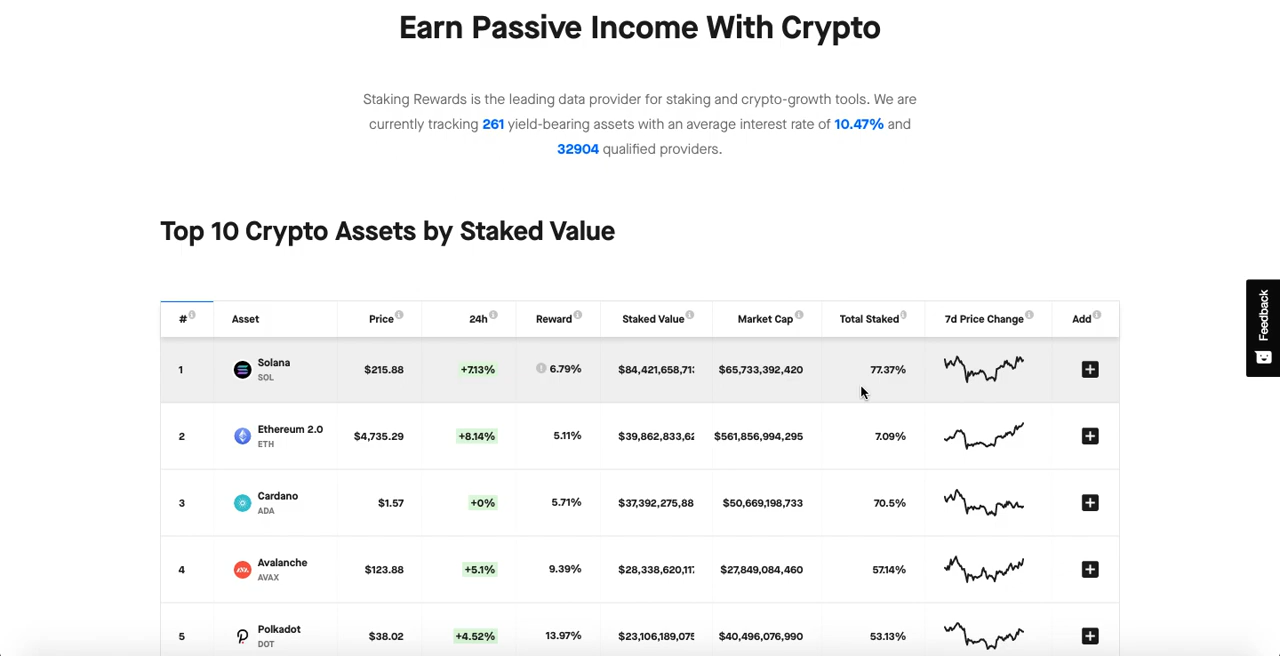 Earn Passive Income With Crypto
Staking Rewards is the leading data provider for staking and crypto-growth tools. We are
currently tracking 261 yield-bearing assets with an average interest rate of 10.47% and
32904 qualified providers.
Top 10 Crypto Assets by Staked Value
# Asset Price 24h Reward Staked Value Market Cap Total Staked 7d Price Change Add
1 Solana SOL $215.88 +7.13% 6.79% $84,421,658,71 $65,733,392,420 77.37%
2 Ethereum 2.0 ETH $4,735.29 +8.14% 5.11% $39,862,833,62 $561,856,994,295 7.09%
3 Cardano ADA $1.57 +0% 5.71% $37,392,275,88 $50,669,198,733 70.5%
4 Avalanche AVAX $123.88 +5.1% 9.39% $28,338,620,11 $27,849,084,460 57.14%
5 Polkadot DOT $38.02 +4.52% 13.97% $23,106,189,07 $40,496,076,990 53.13%
Feedback